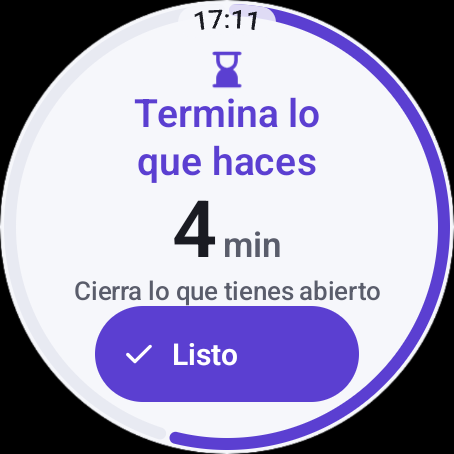 17:11
Termina lo
que haces
4 min
Cierra lo que tienes abierto
Listo